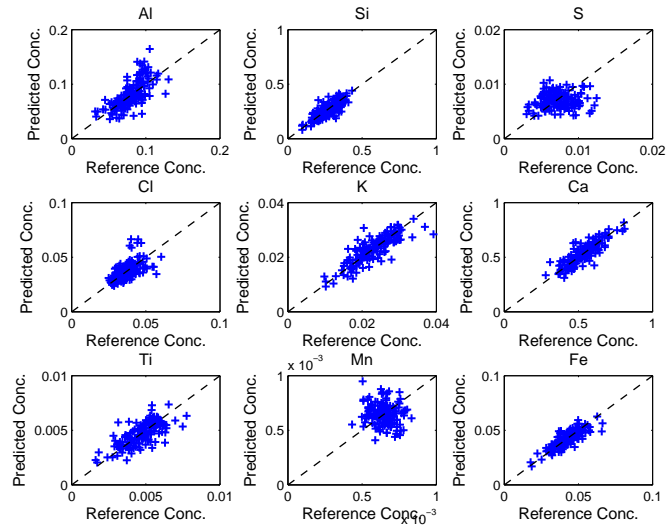 Al
Si
S
0.2
1
0.02
Predicted Conc.
Predicted Conc.
Predicted Conc.
0.1
0.5
0.01
0
0
0
0
0.1
0.2
0
0.5
1
0
0.01
0.02
Reference Conc.
Reference Conc.
Reference Conc.
Cl
K
Ca
0.1
0.04
1
Predicted Conc.
Predicted Conc.
Predicted Conc.
0.05
0.02
0.5
0
0
0
0
0.05
0.1
0
0.02
0.04
0
0.5
1
Reference Conc.
Reference Conc.
Reference Conc.
Ti
x 10⁻³
Mn
Fe
0.01
1
0.1
Predicted Conc.
Predicted Conc.
Predicted Conc.
0.005
0.5
0.05
0
0
0
0
0.005
0.01
0
0.5
1
0
0.05
0.1
Reference Conc.
Reference Conc.
x 10⁻³
Reference Conc.